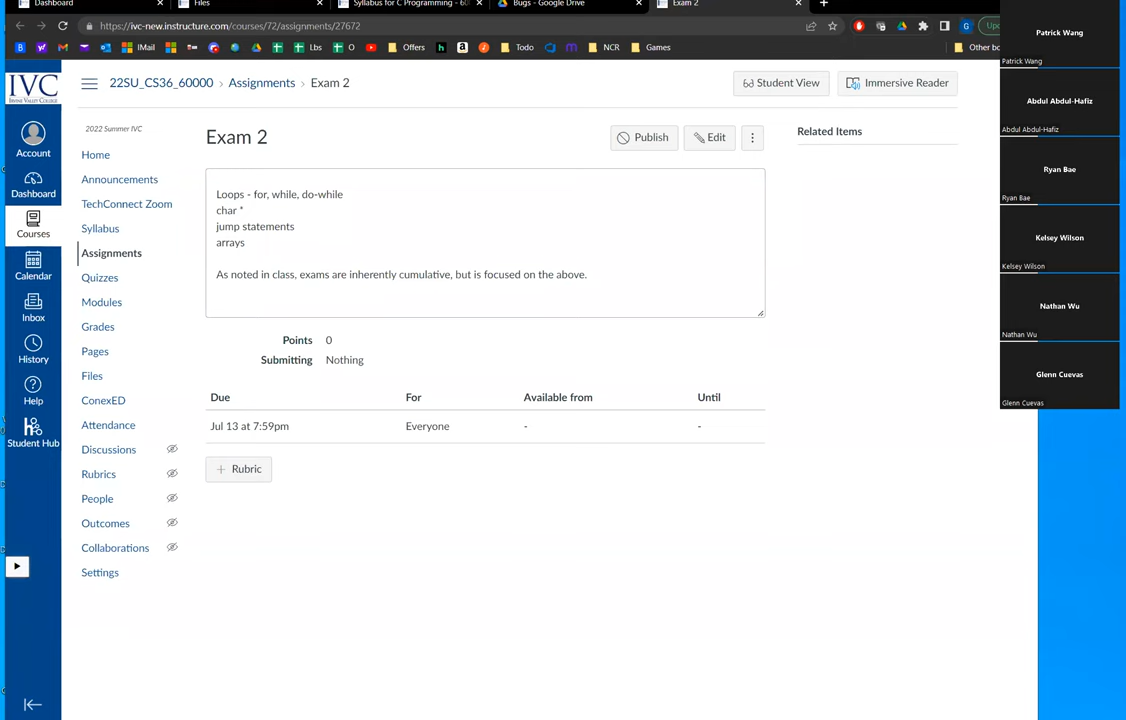 Dashboard
Files
Syllabus for C Programming - 60
Bugs - Google Drive
Exam 2
https://ivc-new.instructure.com/courses/72/assignments/27672
IMail
Lbs
O
Offers
Todo
NCR
Games
Other bo
IVC
IRVINE VALLEY COLLEGE
Account
Dashboard
Courses
Calendar
Inbox
History
Help
Student Hub
22SU_CS36_60000 > Assignments > Exam 2
Student View
Immersive Reader
2022 Summer IVC
Home
Announcements
TechConnect Zoom
Syllabus
Assignments
Quizzes
Modules
Grades
Pages
Files
ConexED
Attendance
Discussions
Rubrics
People
Outcomes
Collaborations
Settings
Exam 2
Publish
Edit
Loops - for, while, do-while
char *
jump statements
arrays
As noted in class, exams are inherently cumulative, but is focused on the above.
Points 0
Submitting Nothing
Due For Available from Until
Jul 13 at 7:59pm Everyone - -
+ Rubric
Related Items
Patrick Wang
Patrick Wang
Abdul Abdul-Hafiz
Abdul Abdul-Hafiz
Ryan Bae
Ryan Bae
Kelsey Wilson
Kelsey Wilson
Nathan Wu
Nathan Wu
Glenn Cuevas
Glenn Cuevas